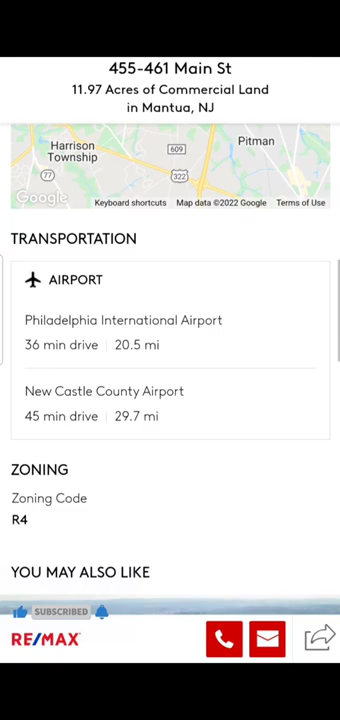 455-461 Main St
11.97 Acres of Commercial Land
in Mantua, NJ
Harrison
Township
609
Pitman
77
322
Google
Keyboard shortcuts
Map data ©2022 Google
Terms of Use
TRANSPORTATION
AIRPORT
Philadelphia International Airport
36 min drive | 20.5 mi
New Castle County Airport
45 min drive | 29.7 mi
ZONING
Zoning Code
R4
YOU MAY ALSO LIKE
SUBSCRIBED
RE/MAX